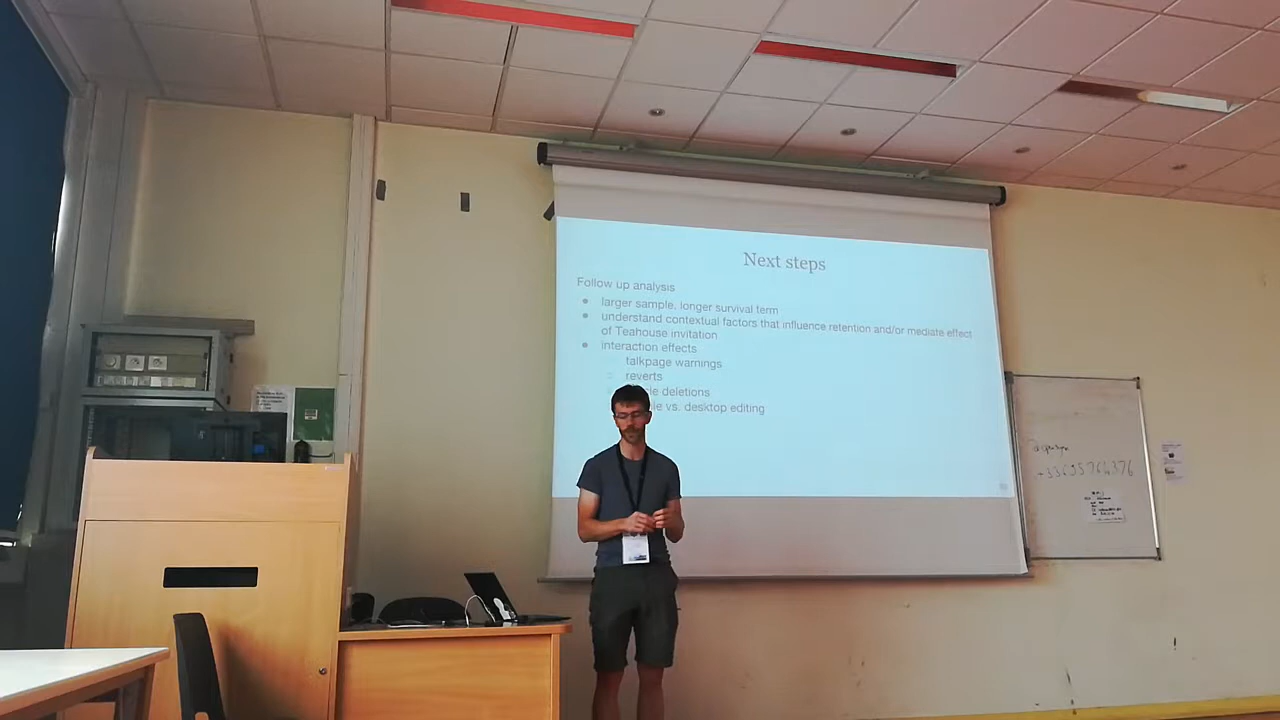 Next steps
Follow up analysis
larger sample, longer survival term
understand contextual factors that influence retention and/or mediate effect
of Teahouse invitation
interaction effects
talkpage warnings
reverts
deletions
vs. desktop editing